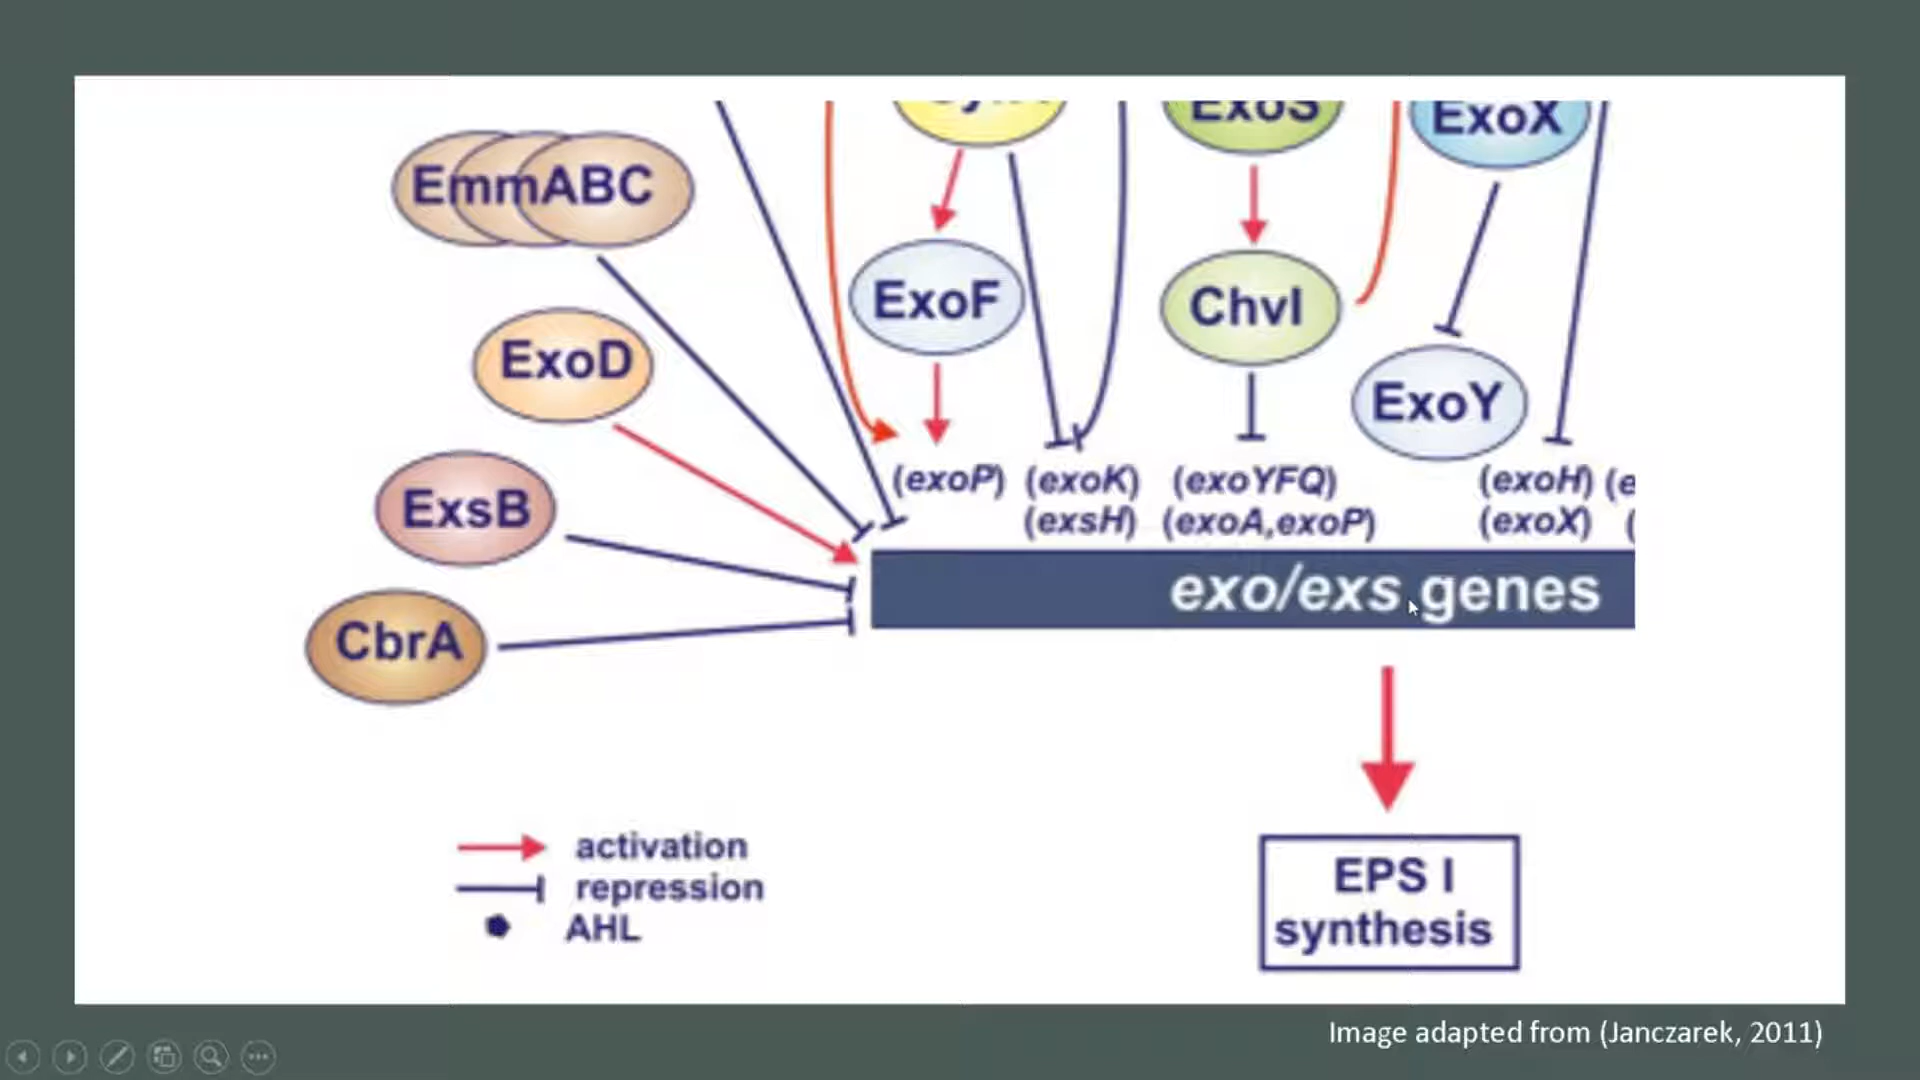 ExoS
ExoX
EmmABC
ExoF
ChvI
ExoD
ExoY
ExsB
(exoP) (exoK) (exoYFQ) (exoH) (e
(exsH) (exoA,exoP) (exoX) (
exo/exs genes
CbrA
activation
repression
AHL
EPS I
synthesis
Image adapted from (Janczarek, 2011)